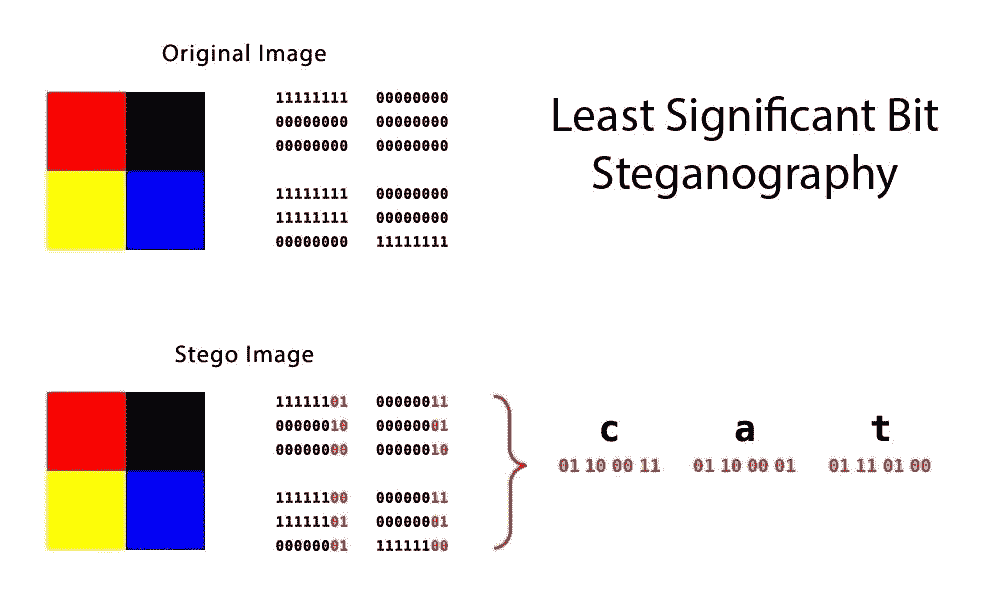 Original Image
11111111 00000000
00000000 00000000
00000000 00000000
11111111 00000000
11111111 00000000
00000000 11111111
Least Significant Bit
Steganography
Stego Image
11111101 00000011
00000010 00000001
00000000 00000010
11111100 00000011
11111101 00000001
00000001 11111100
c a t
01 10 00 11 01 10 00 01 01 11 01 00